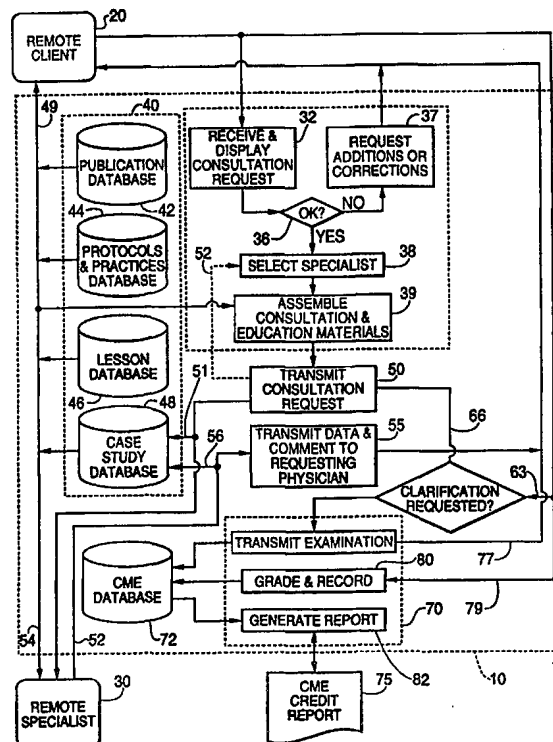 20
REMOTE
CLIENT
49
40
32
37
RECEIVE &
DISPLAY
CONSULTATION
REQUEST
REQUEST
ADDITIONS OR
CORRECTIONS
PUBLICATION
DATABASE
44
42
OK?
NO
36
YES
PROTOCOLS
& PRACTICES
DATABASE
52
SELECT SPECIALIST
38
ASSEMBLE
CONSULTATION &
EDUCATION MATERIALS
39
LESSON
DATABASE
46
48
51
TRANSMIT
CONSULTATION
REQUEST
50
66
CASE
STUDY
DATABASE
56
TRANSMIT DATA &
COMMENT TO
REQUESTING
PHYSICIAN
55
63
CLARIFICATION
REQUESTED?
TRANSMIT EXAMINATION
77
CME
DATABASE
80
GRADE & RECORD
79
GENERATE REPORT
70
54
52
72
82
10
30
REMOTE
SPECIALIST
75
CME
CREDIT
REPORT